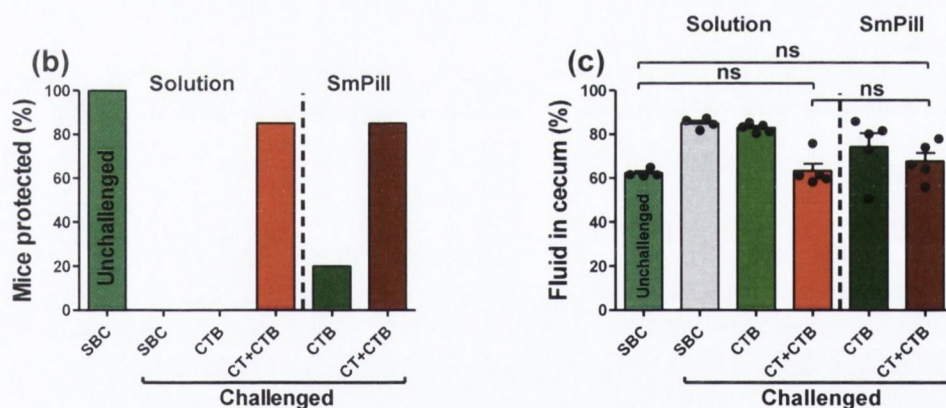 (b)
Solution
SmPill
Mice protected (%)
100
80
60
40
20
0
Unchallenged
SBC
SBC
CTB
CT+CTB
CTB
CT+CTB
Challenged
(c)
Solution
SmPill
ns
ns
ns
Fluid in cecum (%)
100
80
60
40
20
0
Unchallenged
SBC
SBC
CTB
CT+CTB
CTB
CT+CTB
Challenged